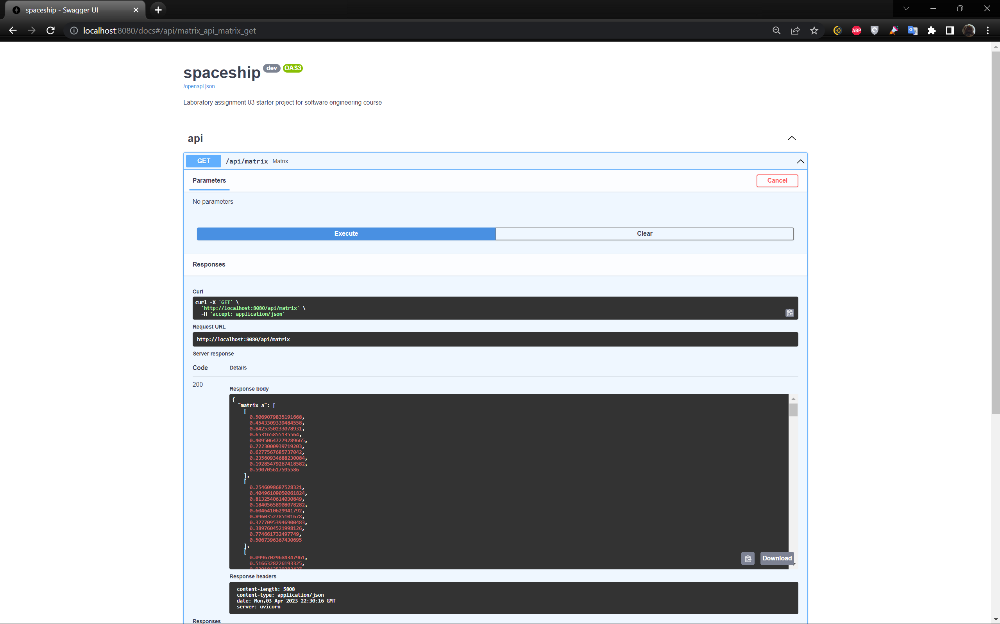 spaceship - Swagger UI
localhost:8080/docs#/api/matrix_api_matrix_get
ABP
spaceship dev OAS3
/openapi.json
Laboratory assignment 03 starter project for software engineering course
api
GET /api/matrix Matrix
Parameters
Cancel
No parameters
Execute
Clear
Responses
Curl
curl -X 'GET' \
'http://localhost:8080/api/matrix' \
-H 'accept: application/json'
Request URL
http://localhost:8080/api/matrix
Server response
Code Details
200
Response body
{
"matrix_a": [
[
0.5069079835191668,
0.4543309339484558,
0.8425350233078931,
0.653165855135564,
0.40950647279289665,
0.7223000939719203,
0.6277567685737042,
0.23560934688230084,
0.19285479267418582,
0.590705617595586
],
[
0.2546098687528321,
0.40496109050061824,
0.8132540614030849,
0.18405658908078282,
0.6046410629941792,
0.8960352785101678,
0.32770953946900483,
0.3897604521998126,
0.774661732497749,
0.5067396367430695
],
[
0.09967029684347961,
0.5166328226193325,
Download
Response headers
content-length: 5808
content-type: application/json
date: Mon,03 Apr 2023 22:30:16 GMT
server: uvicorn
Responses